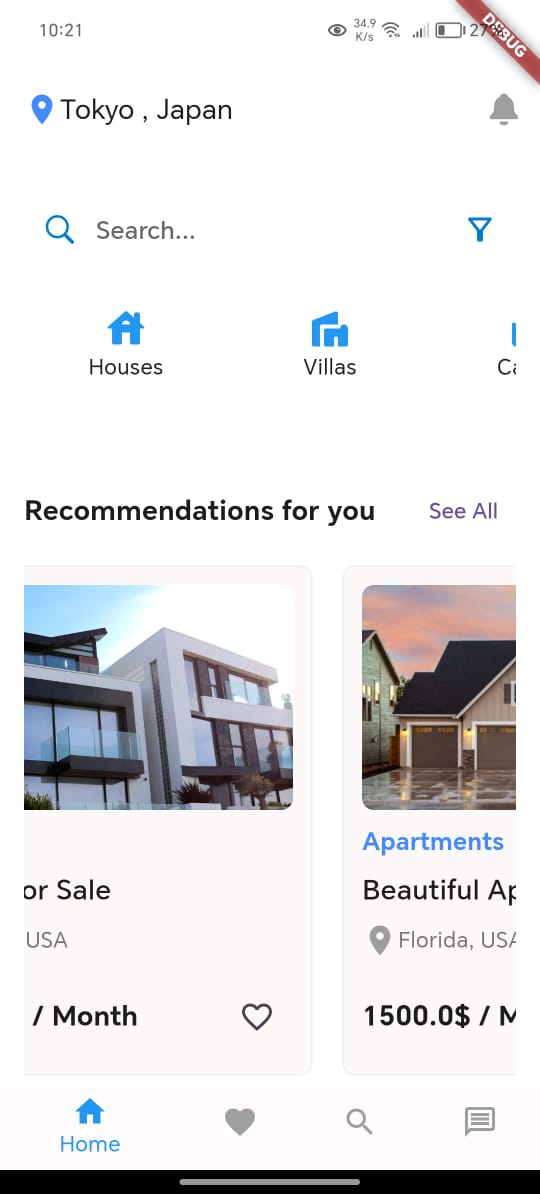 10:21
34.9
K/s
27%
DEBUG
Tokyo , Japan
Search...
Houses
Villas
Ca
Recommendations for you
See All
Apartments
or Sale
Beautiful Ap
USA
Florida, USA
/ Month
1500.0$ / M
Home